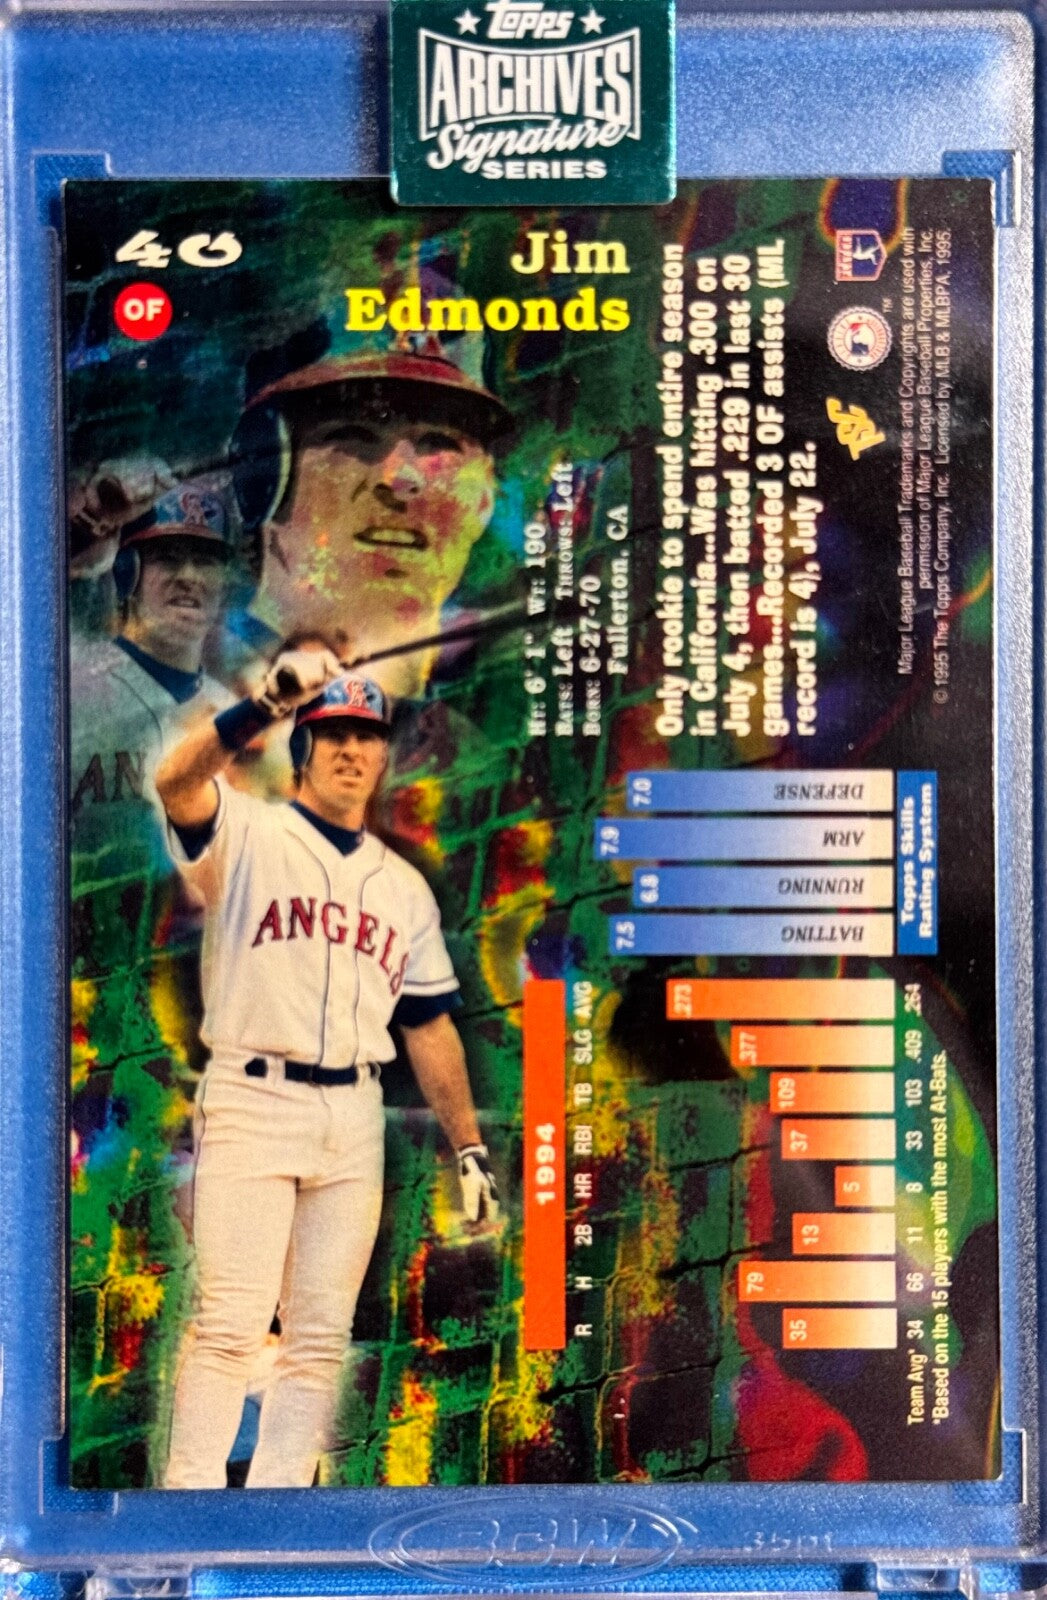 Topps
ARCHIVES
Signature
SERIES
46
OF
Jim
Edmonds
HT: 6' 1" WT: 190
BATS: Left THROWS: Left
BORN: 6-27-70
Fullerton, CA
Only rookie to spend entire season
in California...Was hitting .300 on
July 4, then batted .229 in last 30
games...Recorded 3 OF assists (ML
record is 4), July 22.
TSC
™
Major League Baseball Trademarks and Copyrights are used with
permission of Major League Baseball Properties, Inc.
© 1995 The Topps Company, Inc. Licensed by MLB & MLBPA 1995.
ANGELS
AN
1994
R H 2B HR RBI TB SLG AVG
35 79 13 5 37 109 .377 .273
Team Avg* 34 66 11 8 33 103 .409 .264
*Based on the 15 players with the most At-Bats.
BATTING 7.5
RUNNING 6.8
ARM 7.9
DEFENSE 7.0
Topps Skills
Rating System
BCW 35pt